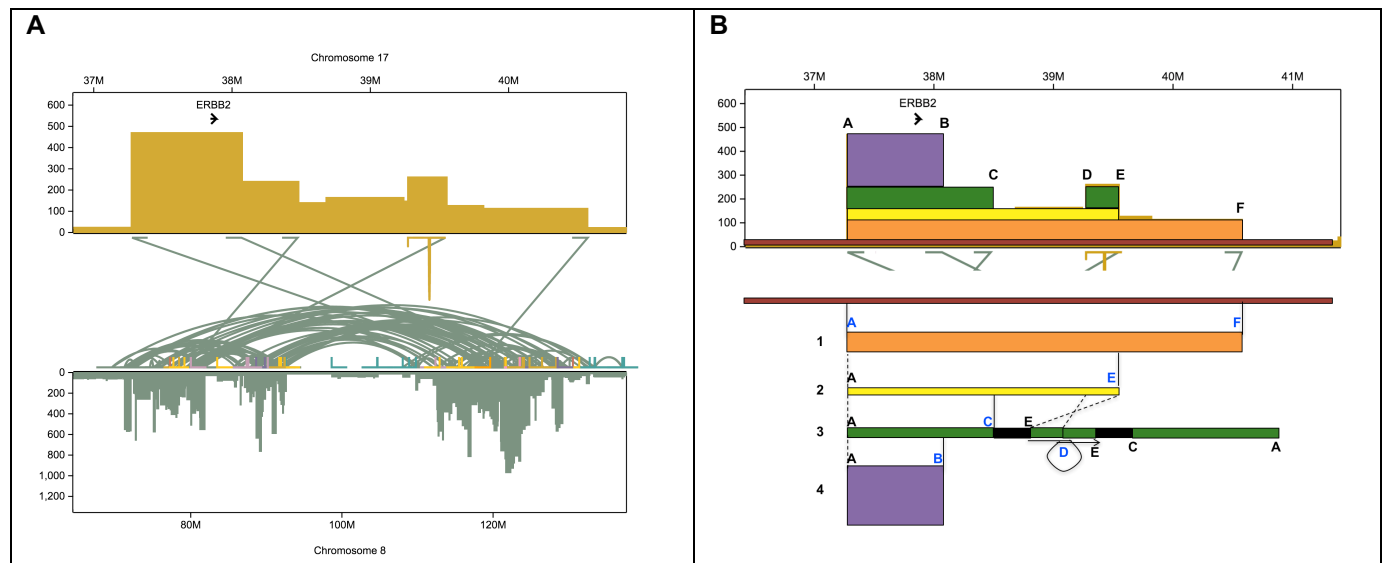 A
Chromosome 17
37M 38M 39M 40M
ERBB2
600
500
400
300
200
100
0
0
200
400
600
800
1,000
1,200
80M 100M 120M
Chromosome 8
B
37M 38M 39M 40M 41M
ERBB2
600
500
400
300
200
100
0
A B
C D E
F
A F
1
A E
2
A C E
3
D E C A
A B
4